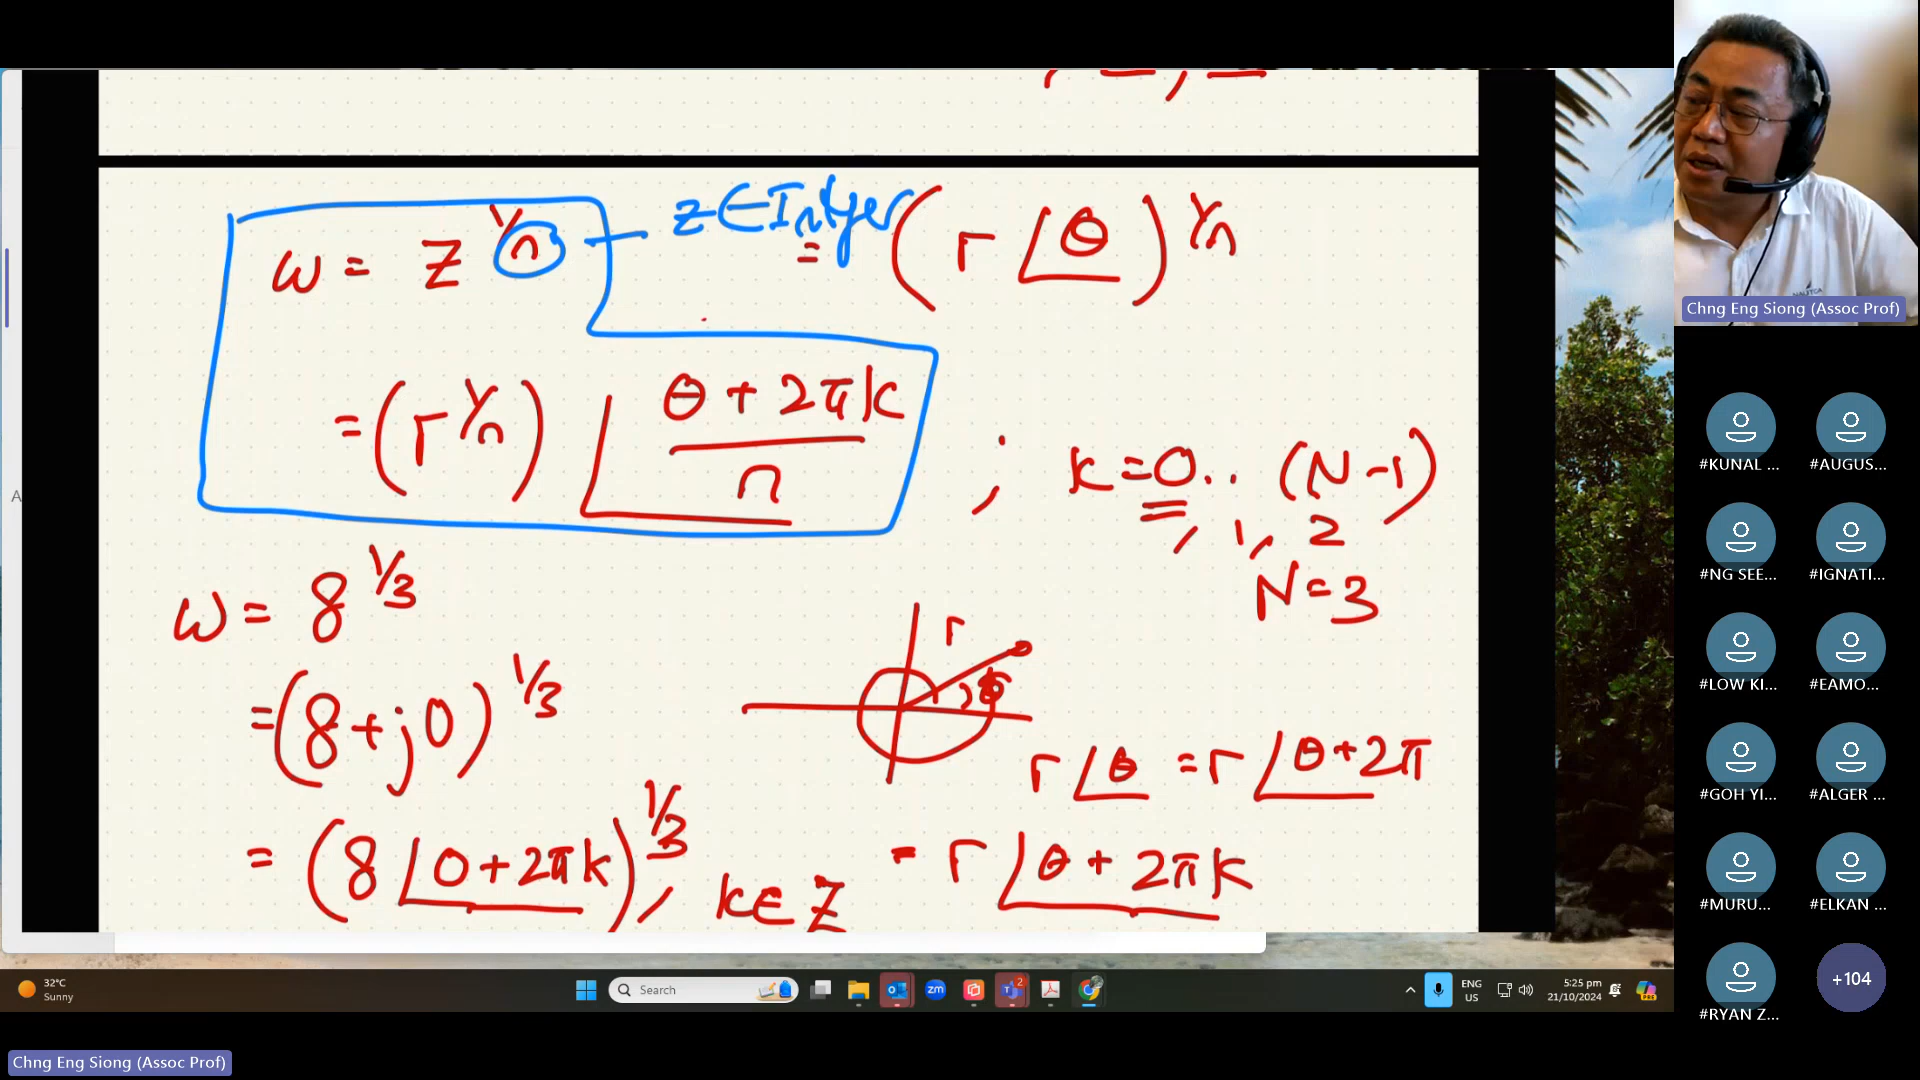 ω = z^(1/n) — z ∈ Integer = (r∠θ)^(1/n)
= (r^(1/n)) ∠(θ + 2πk)/n ; k = 0.. (N-1)
, 1, 2
N=3
ω = 8^(1/3)
= (8 + j0)^(1/3)
r
θ
r∠θ = r∠θ+2π
= (8∠0+2πk)^(1/3), k∈Z
= r∠θ + 2πk
A
32°C
Sunny
Search
zm
2
ENG
US
5:25 pm
21/10/2024
PRE
Chng Eng Siong (Assoc Prof)
Chng Eng Siong (Assoc Prof)
#KUNAL ...
#AUGUS...
#NG SEE...
#IGNATI...
#LOW KI...
#EAMO...
#GOH YI...
#ALGER ...
#MURU...
#ELKAN ...
#RYAN Z...
+104